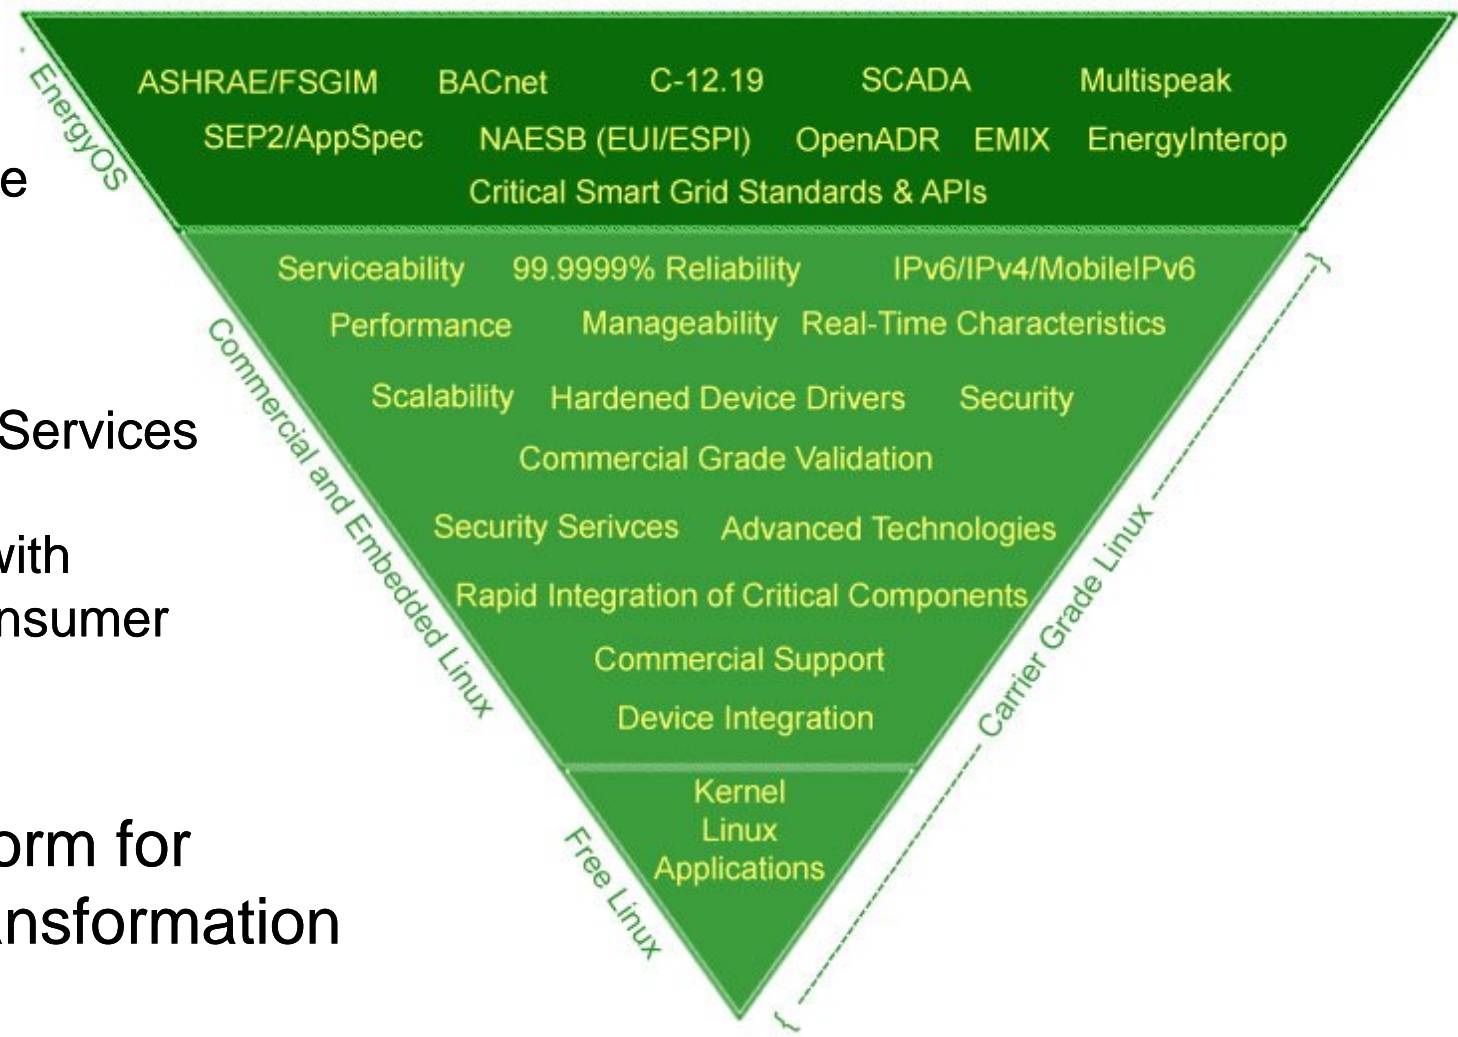 EnergyOS
ASHRAE/FSGIM BACnet C-12.19 SCADA Multispeak
SEP2/AppSpec NAESB (EUI/ESPI) OpenADR EMIX EnergyInterop
Critical Smart Grid Standards & APIs
Commercial and Embedded Linux
Serviceability 99.9999% Reliability IPv6/IPv4/MobileIPv6
Performance Manageability Real-Time Characteristics
Scalability Hardened Device Drivers Security
Commercial Grade Validation
Security Serivces Advanced Technologies
Rapid Integration of Critical Components
Commercial Support
Device Integration
Free Linux
Kernel
Linux
Applications
Carrier Grade Linux
e
Services
with
nsumer
orm for
nsformation